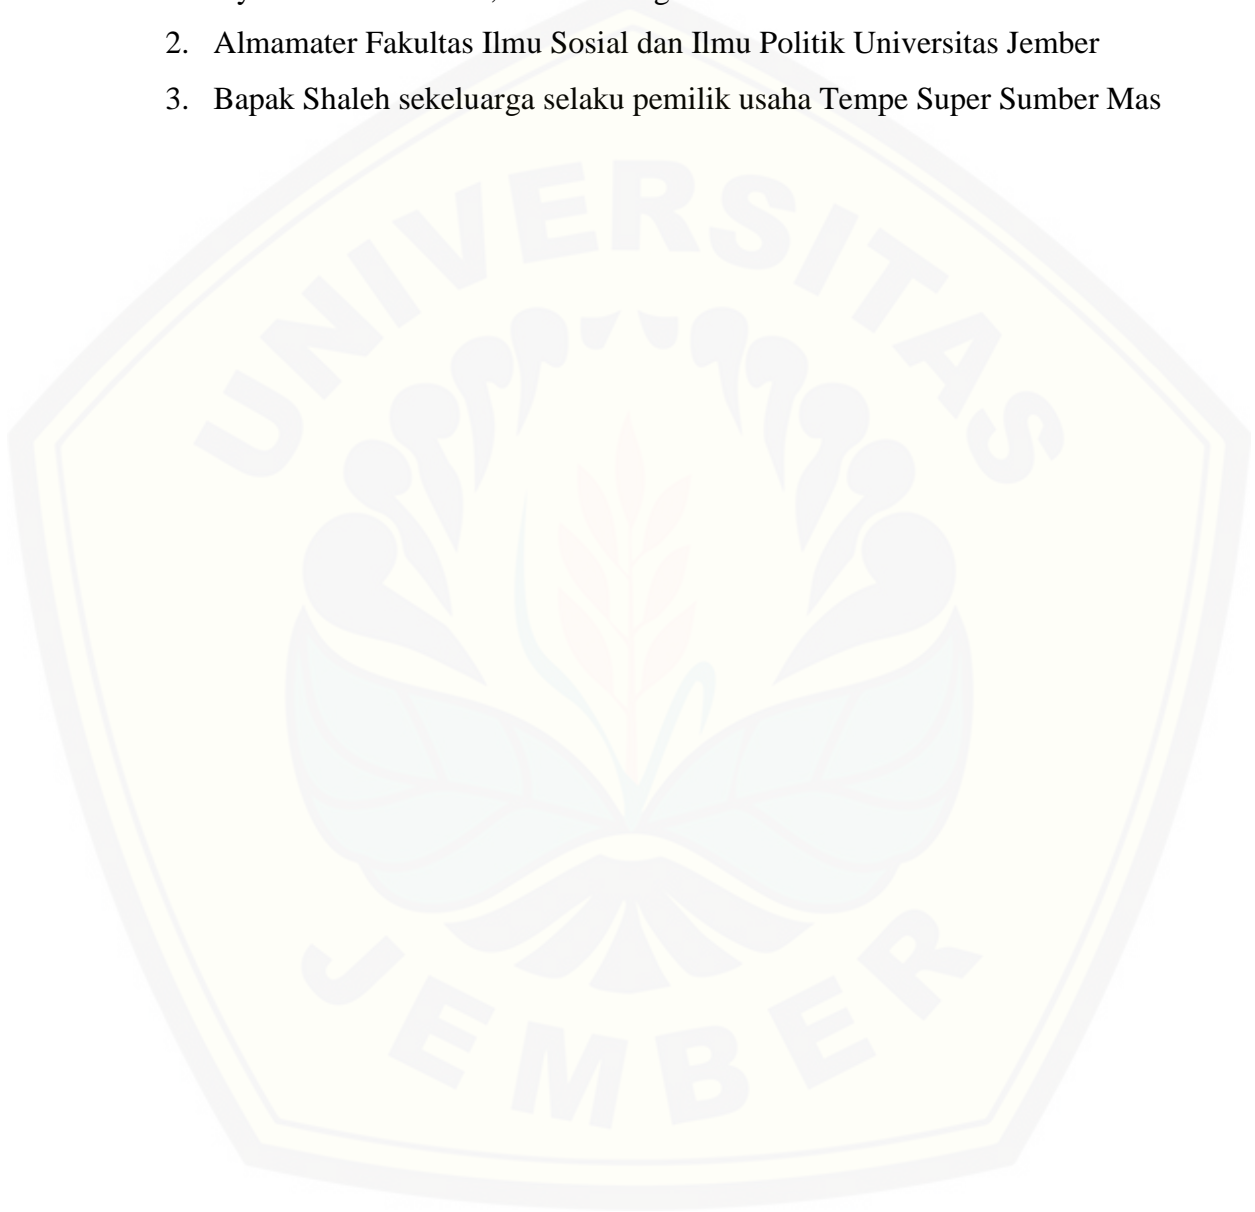 2. Almamater Fakultas Ilmu Sosial dan Ilmu Politik Universitas Jember
3. Bapak Shaleh sekeluarga selaku pemilik usaha Tempe Super Sumber Mas
UNIVERSITAS
JEMBER